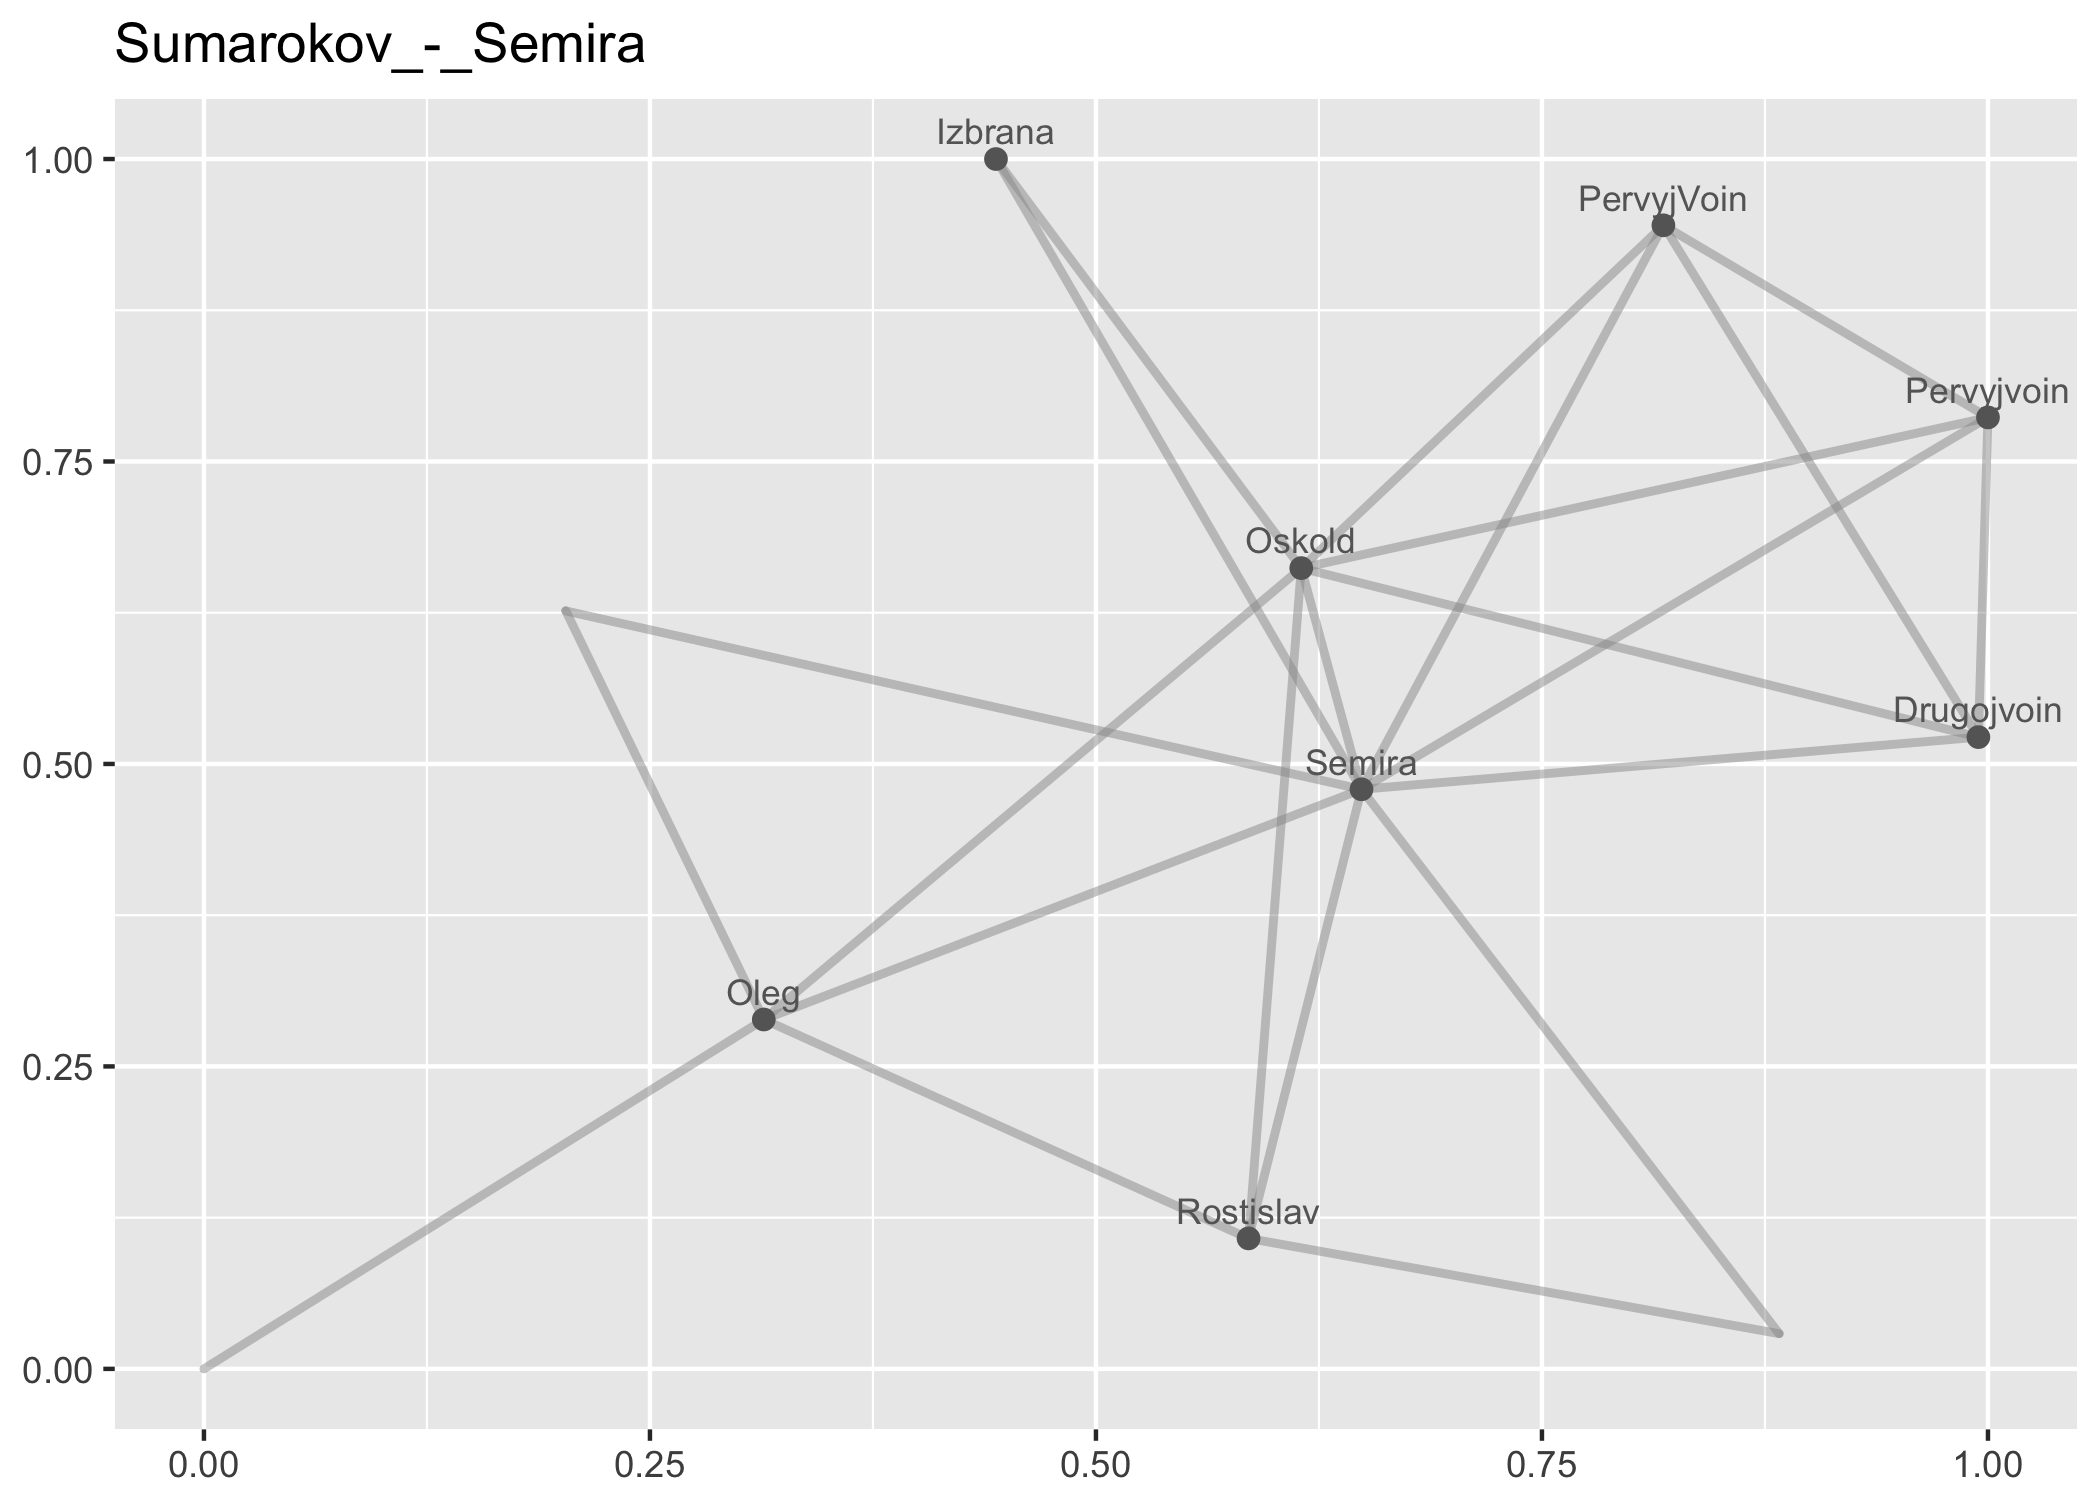 Sumarokov_-_Semira
Izbrana
PervyjVoin
Pervyjvoin
Oskold
Drugojvoin
Semira
Oleg
Rostislav
1.00
0.75
0.50
0.25
0.00
0.00 0.25 0.50 0.75 1.00